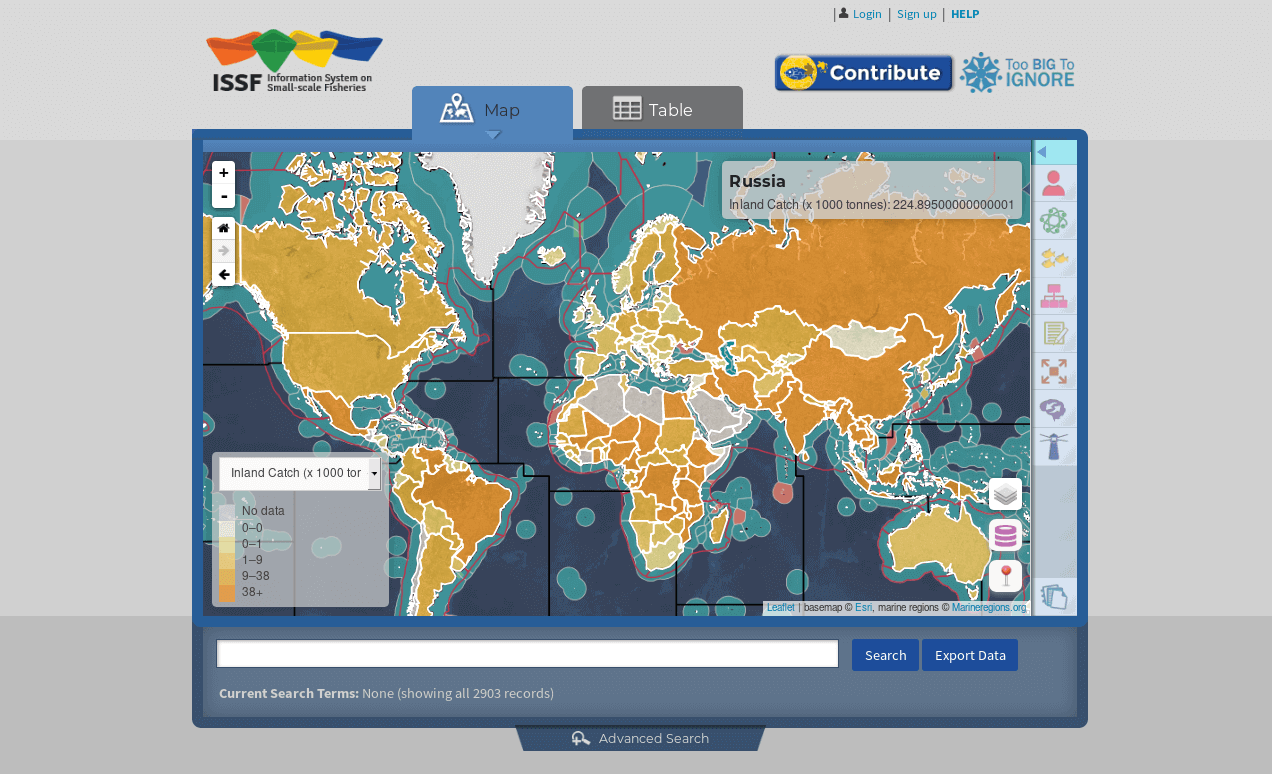 | Login | Sign up | HELP
ISSF Information System on
Small-scale Fisheries
Contribute
Too BIG To
IGNORE
Map
Table
+
-
Russia
Inland Catch (x 1000 tonnes): 224.89500000000001
Inland Catch (x 1000 tor
No data
0–0
0–1
1–9
9–38
38+
Leaflet | basemap © Esri, marine regions © Marineregions.org
Search
Export Data
Current Search Terms: None (showing all 2903 records)
Advanced Search